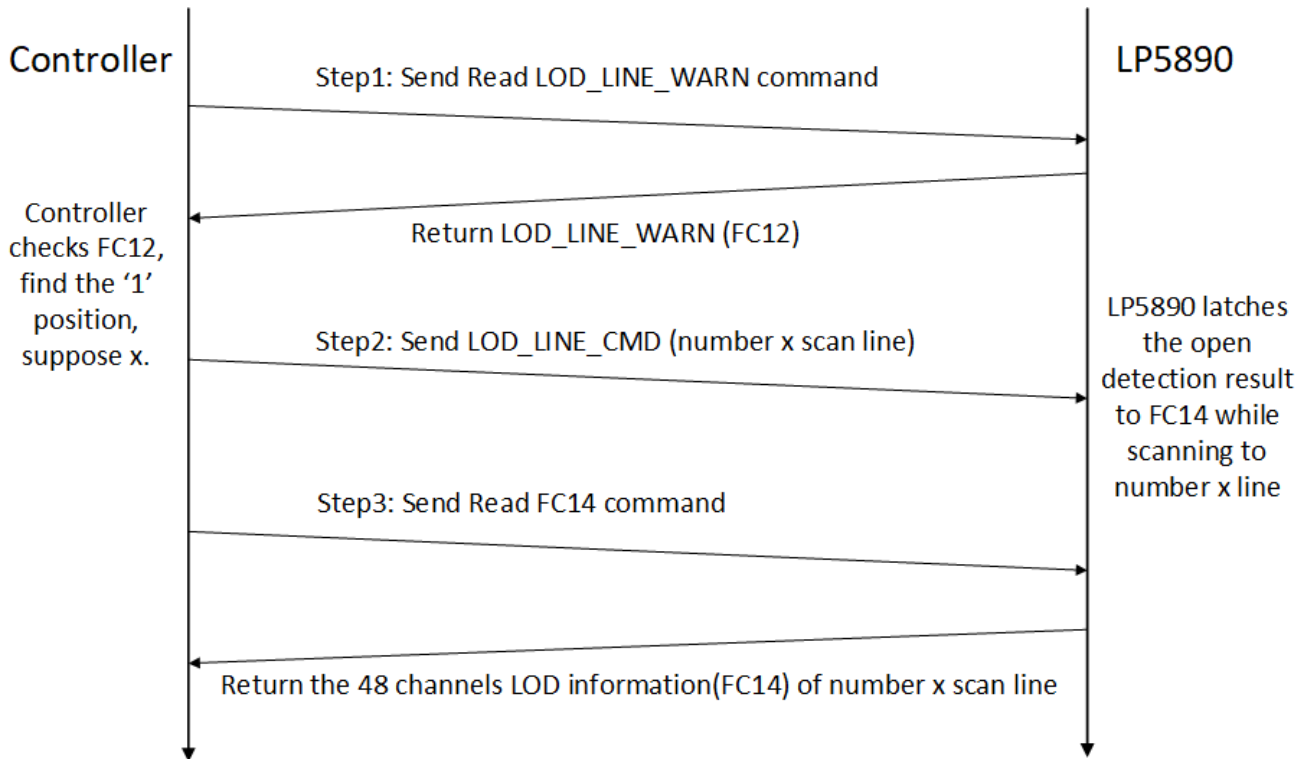 Controller
LP5890
Step1: Send Read LOD_LINE_WARN command
Return LOD_LINE_WARN (FC12)
Controller
checks FC12,
find the ‘1’
position,
suppose x.
Step2: Send LOD_LINE_CMD (number x scan line)
LP5890 latches
the open
detection result
to FC14 while
scanning to
number x line
Step3: Send Read FC14 command
Return the 48 channels LOD information(FC14) of number x scan line